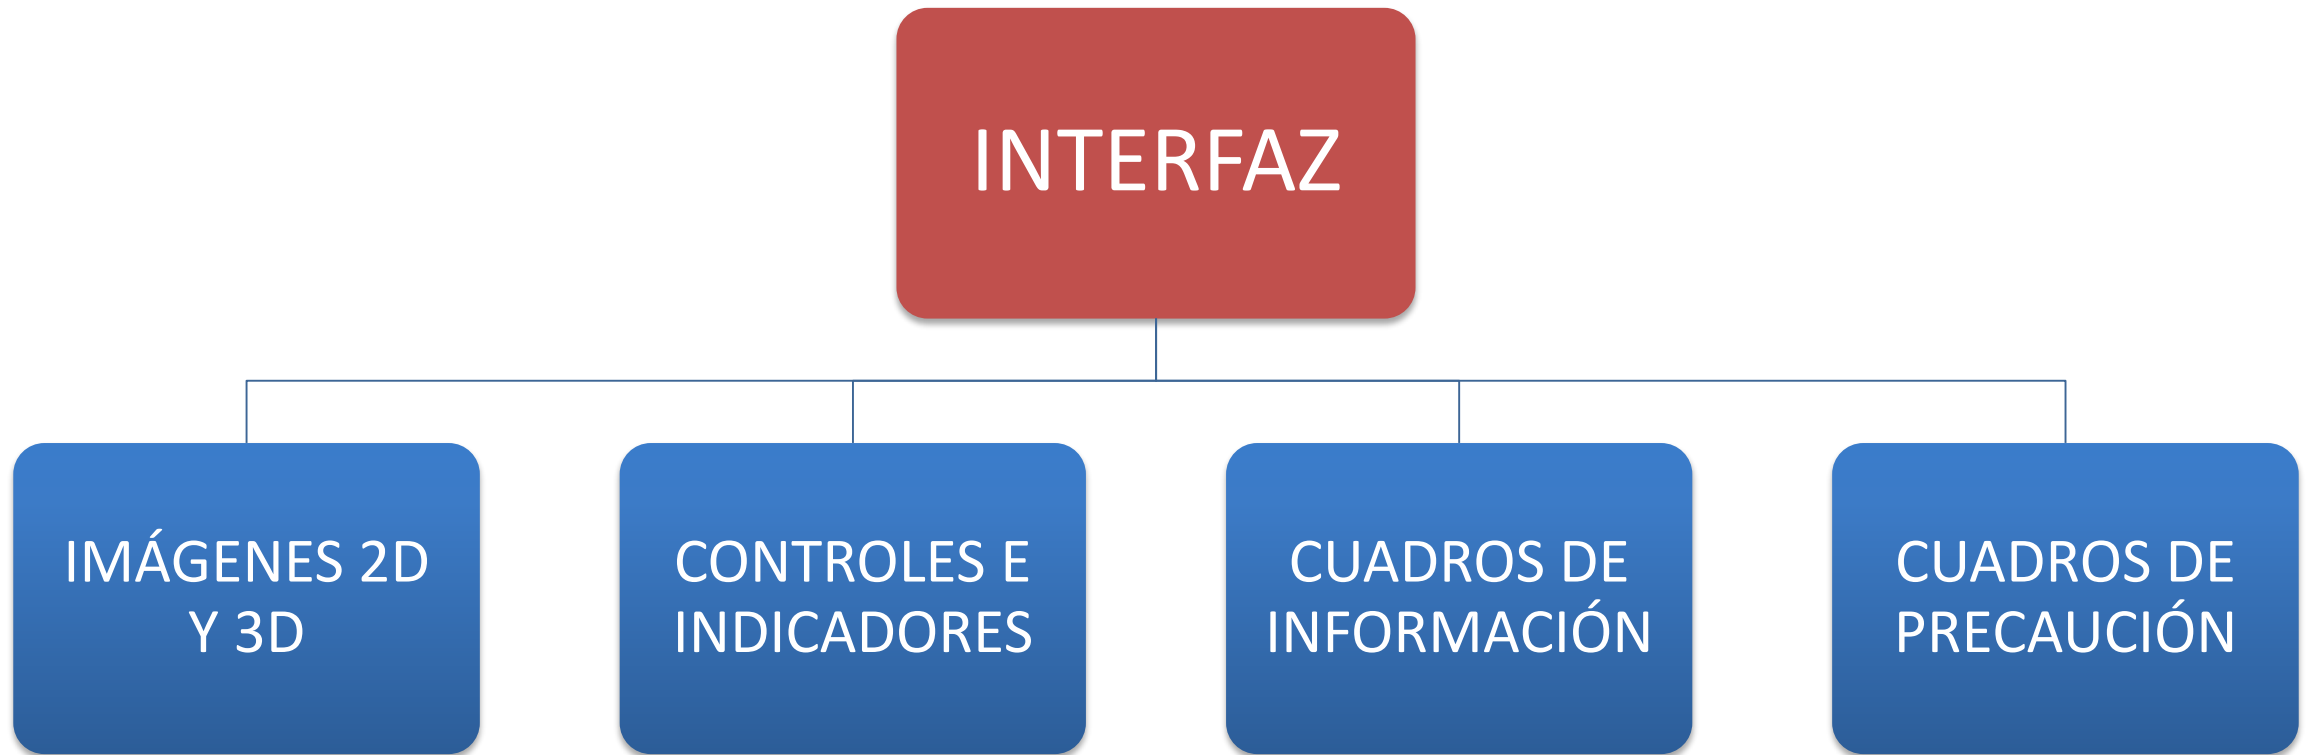 INTERFAZ
IMÁGENES 2D
Y 3D
CONTROLES E
INDICADORES
CUADROS DE
INFORMACIÓN
CUADROS DE
PRECAUCIÓN